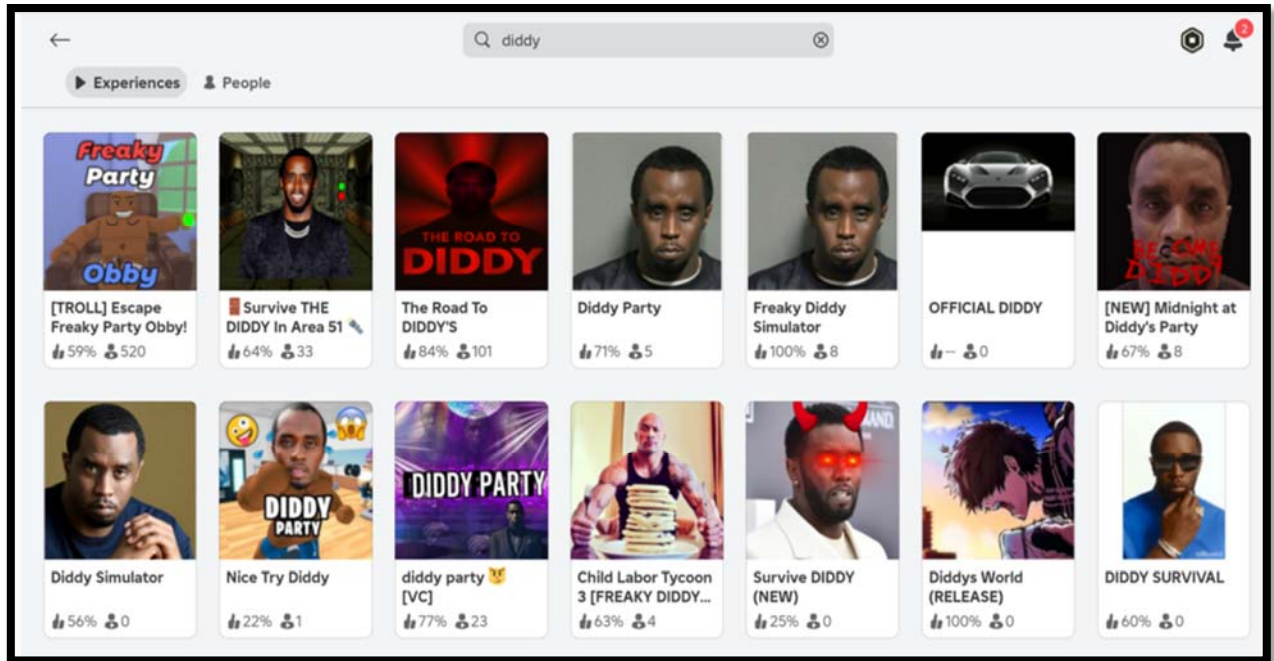 diddy
2
Experiences
People
Freaky
Party
Obby
[TROLL] Escape
Freaky Party Obby!
59% 520
Survive THE
DIDDY In Area 51
64% 33
THE ROAD TO
DIDDY
The Road To
DIDDY'S
84% 101
Diddy Party
71% 5
Freaky Diddy
Simulator
100% 8
OFFICIAL DIDDY
-- 0
BECOME
DIDDY
[NEW] Midnight at
Diddy's Party
67% 8
Diddy Simulator
56% 0
DIDDY
PARTY
Nice Try Diddy
22% 1
DIDDY PARTY
diddy party
[VC]
77% 23
Child Labor Tycoon
3 [FREAKY DIDDY...
63% 4
AND
Survive DIDDY
(NEW)
25% 0
Diddys World
(RELEASE)
100% 0
DIDDY SURVIVAL
60% 0